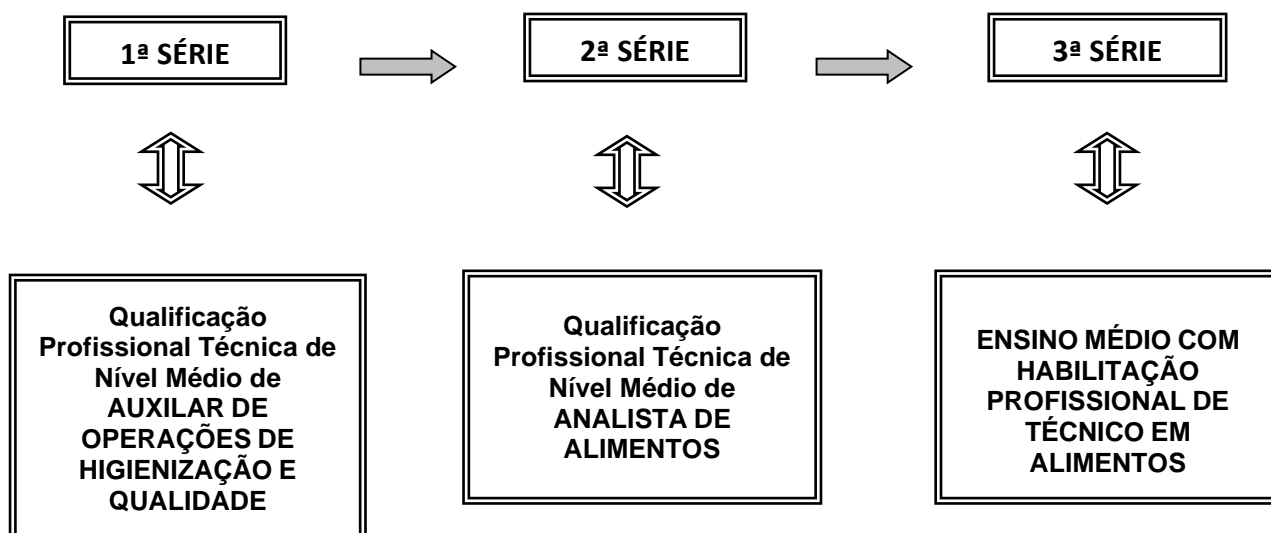 1ª SÉRIE
2ª SÉRIE
3ª SÉRIE
Qualificação
Profissional Técnica de
Nível Médio de
AUXILAR DE
OPERAÇÕES DE
HIGIENIZAÇÃO E
QUALIDADE
Qualificação
Profissional Técnica de
Nível Médio de
ANALISTA DE
ALIMENTOS
ENSINO MÉDIO COM
HABILITAÇÃO
PROFISSIONAL DE
TÉCNICO EM
ALIMENTOS